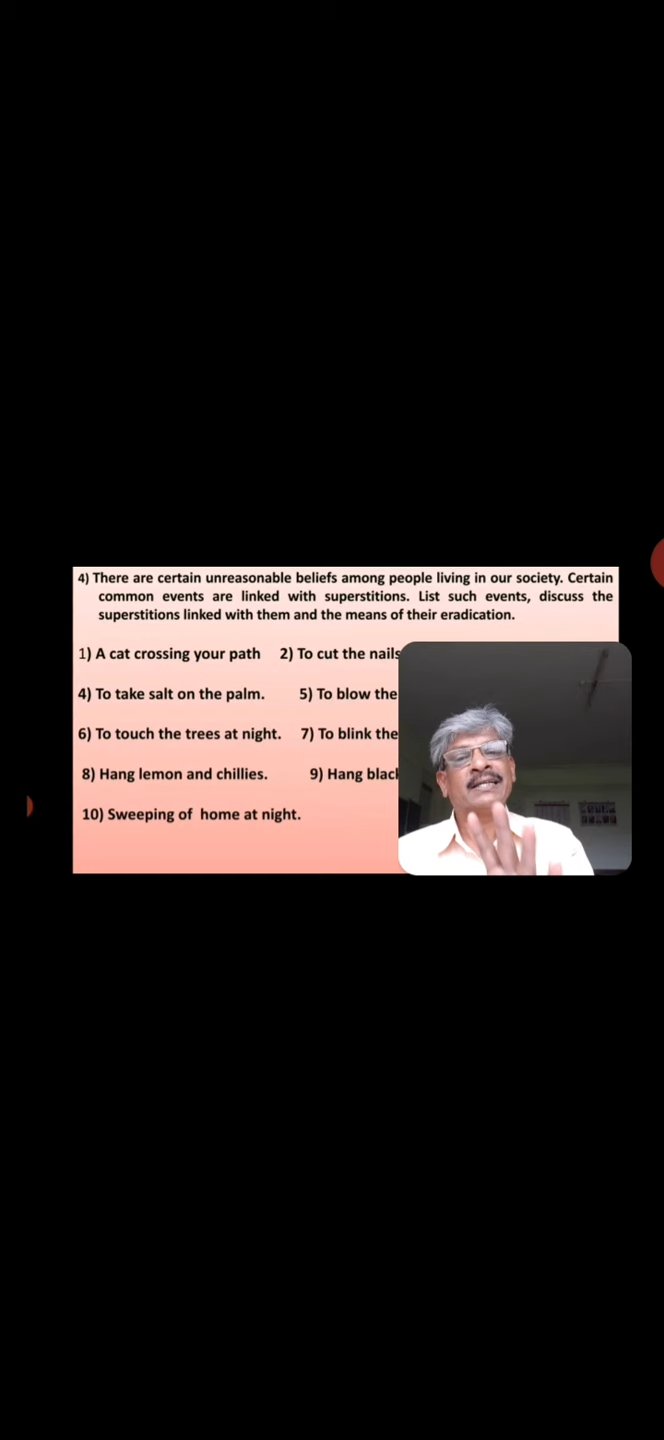 4) There are certain unreasonable beliefs among people living in our society. Certain
common events are linked with superstitions. List such events, discuss the
superstitions linked with them and the means of their eradication.
1) A cat crossing your path 2) To cut the nails
4) To take salt on the palm. 5) To blow the
6) To touch the trees at night. 7) To blink the
8) Hang lemon and chillies. 9) Hang
10) Sweeping of home at night.